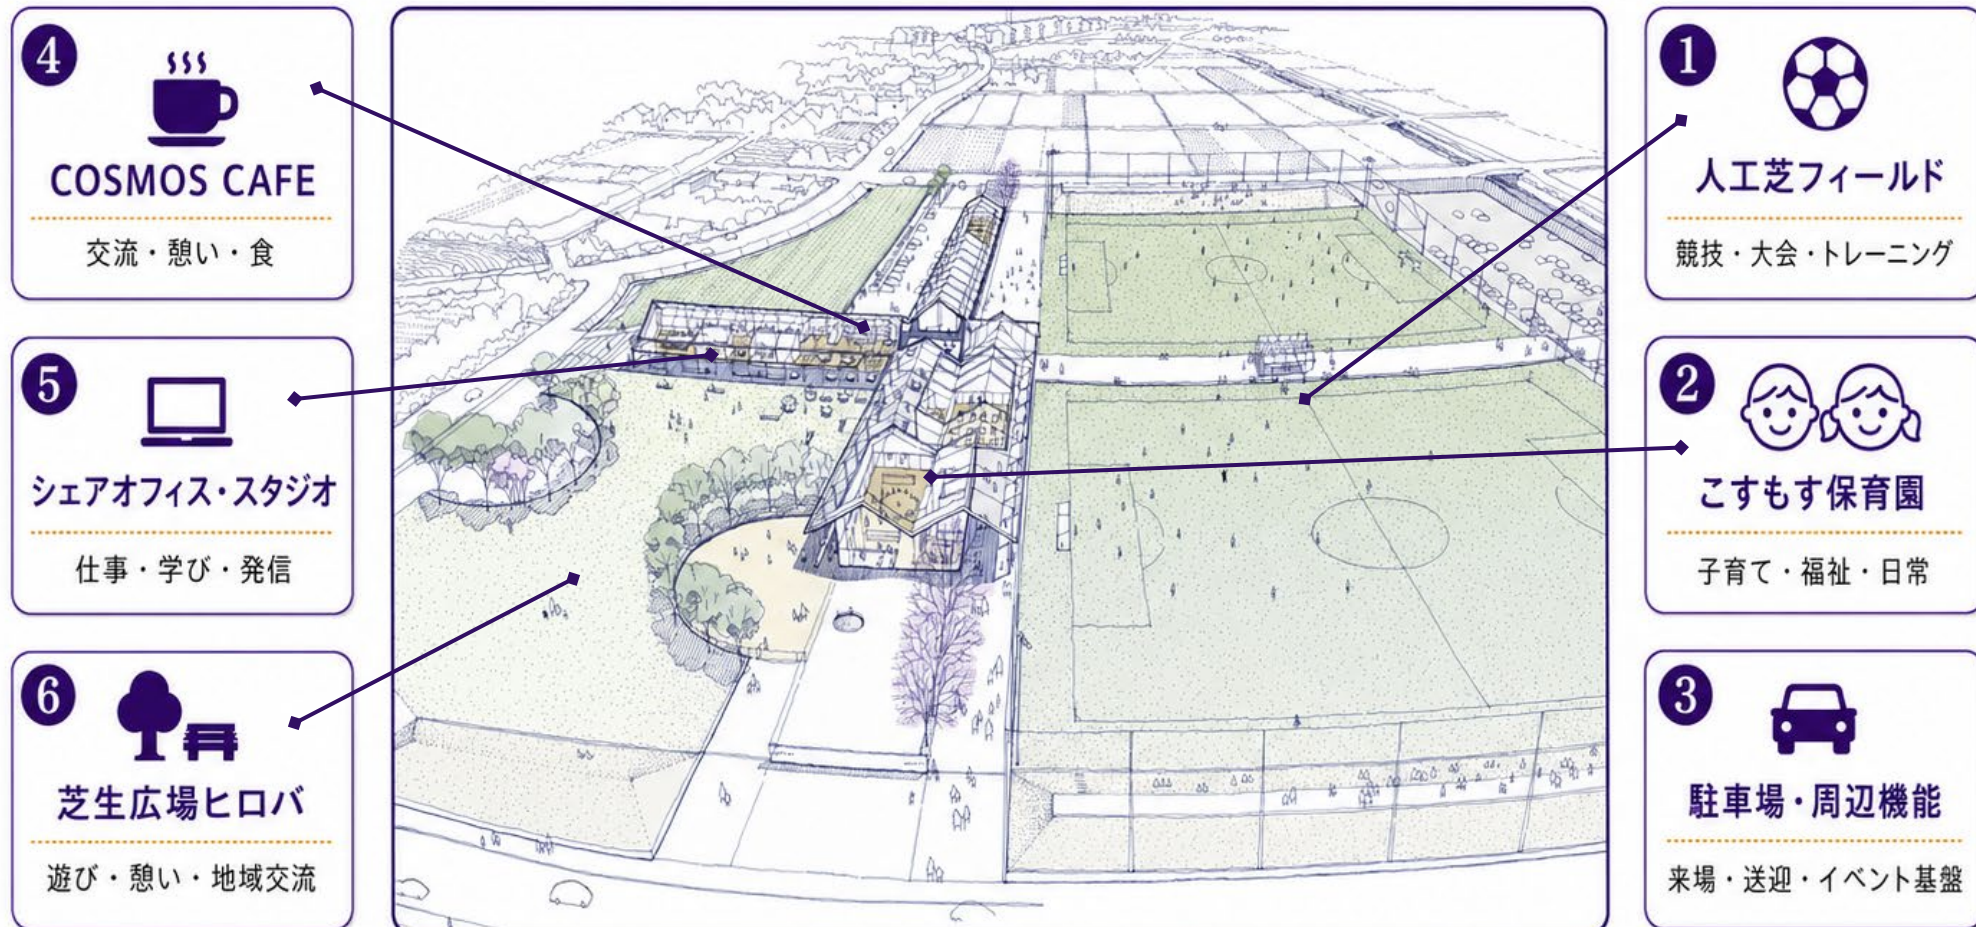 4
COSMOS CAFE
交流・憩い・食
5
シェアオフィス・スタジオ
仕事・学び・発信
6
芝生広場ヒロバ
遊び・憩い・地域交流
1
人工芝フィールド
競技・大会・トレーニング
2
こすもす保育園
子育て・福祉・日常
3
駐車場・周辺機能
来場・送迎・イベント基盤